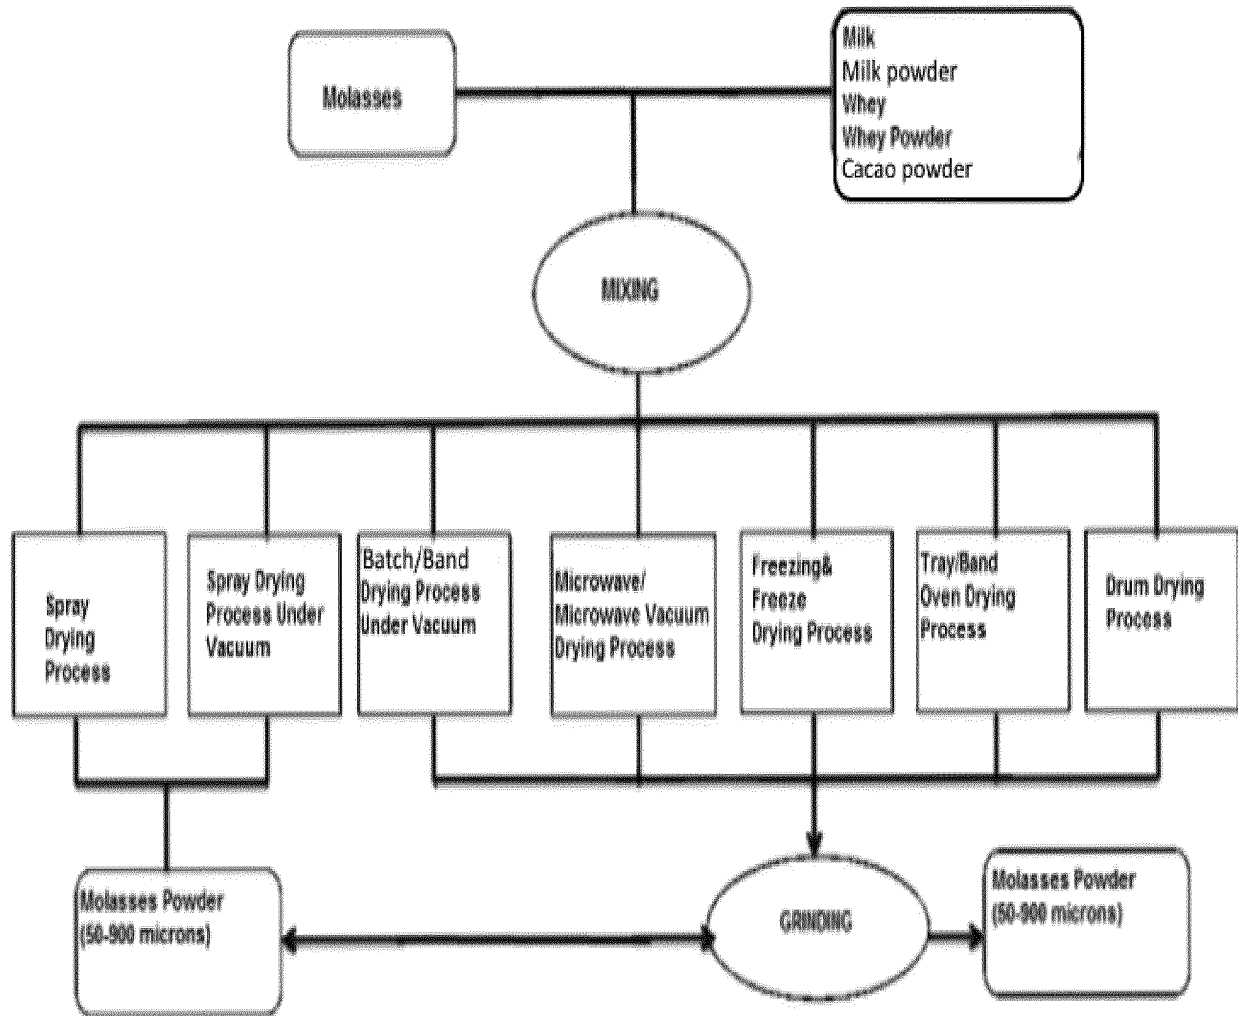 Molasses
Milk
Milk powder
Whey
Whey Powder
Cacao powder
MIXING
Spray
Drying
Process
Spray Drying
Process Under
Vacuum
Batch/Band
Drying Process
Under Vacuum
Microwave/
Microwave Vacuum
Drying Process
Freezing&
Freeze
Drying Process
Tray/Band
Oven Drying
Process
Drum Drying
Process
Molasses Powder
(50-900 microns)
GRINDING
Molasses Powder
(50-900 microns)